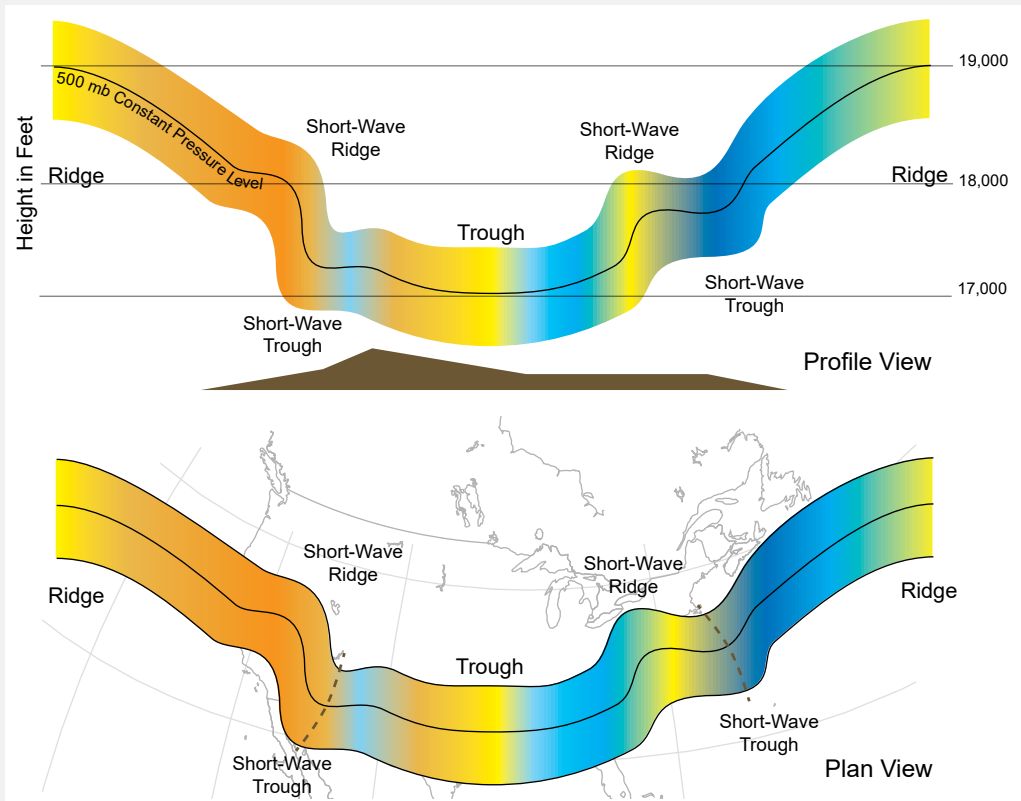 19,000
500 mb Constant Pressure Level
Height in Feet
Short-Wave
Ridge
Short-Wave
Ridge
Ridge
Ridge
18,000
Trough
Short-Wave
Trough
17,000
Short-Wave
Trough
Profile View
Short-Wave
Ridge
Short-Wave
Ridge
Ridge
Ridge
Trough
Short-Wave
Trough
Short-Wave
Trough
Plan View